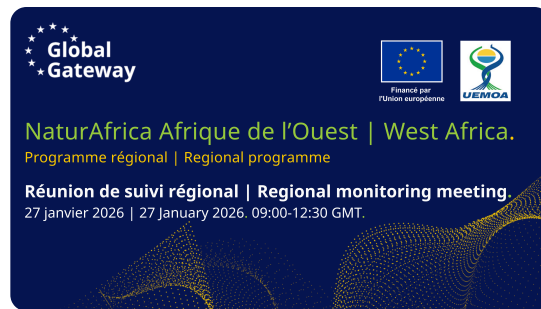 Global
Gateway
Financé par
l'Union européenne
UEMOA
NaturAfrica Afrique de l’Ouest | West Africa.
Programme régional | Regional programme
Réunion de suivi régional | Regional monitoring meeting.
27 janvier 2026 | 27 January 2026. 09:00-12:30 GMT.